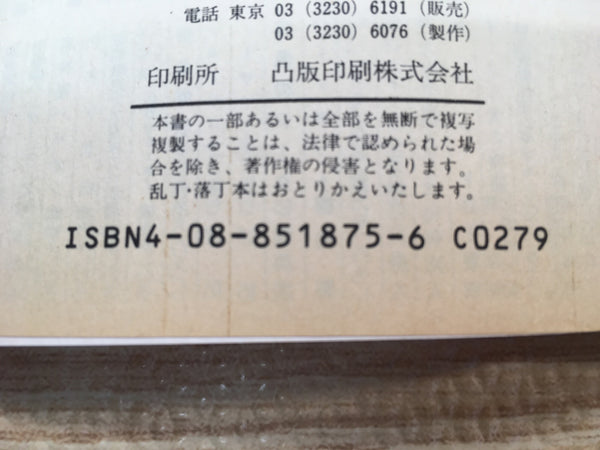 電話 東京 03 (3230) 6191 (販売)
03 (3230) 6076 (製作)
印刷所 凸版印刷株式会社
本書の一部あるいは全部を無断で複写
複製することは、法律で認められた場
合を除き、著作権の侵害となります。
乱丁・落丁本はおとりかえいたします。
ISBN4-08-851875-6 C0279